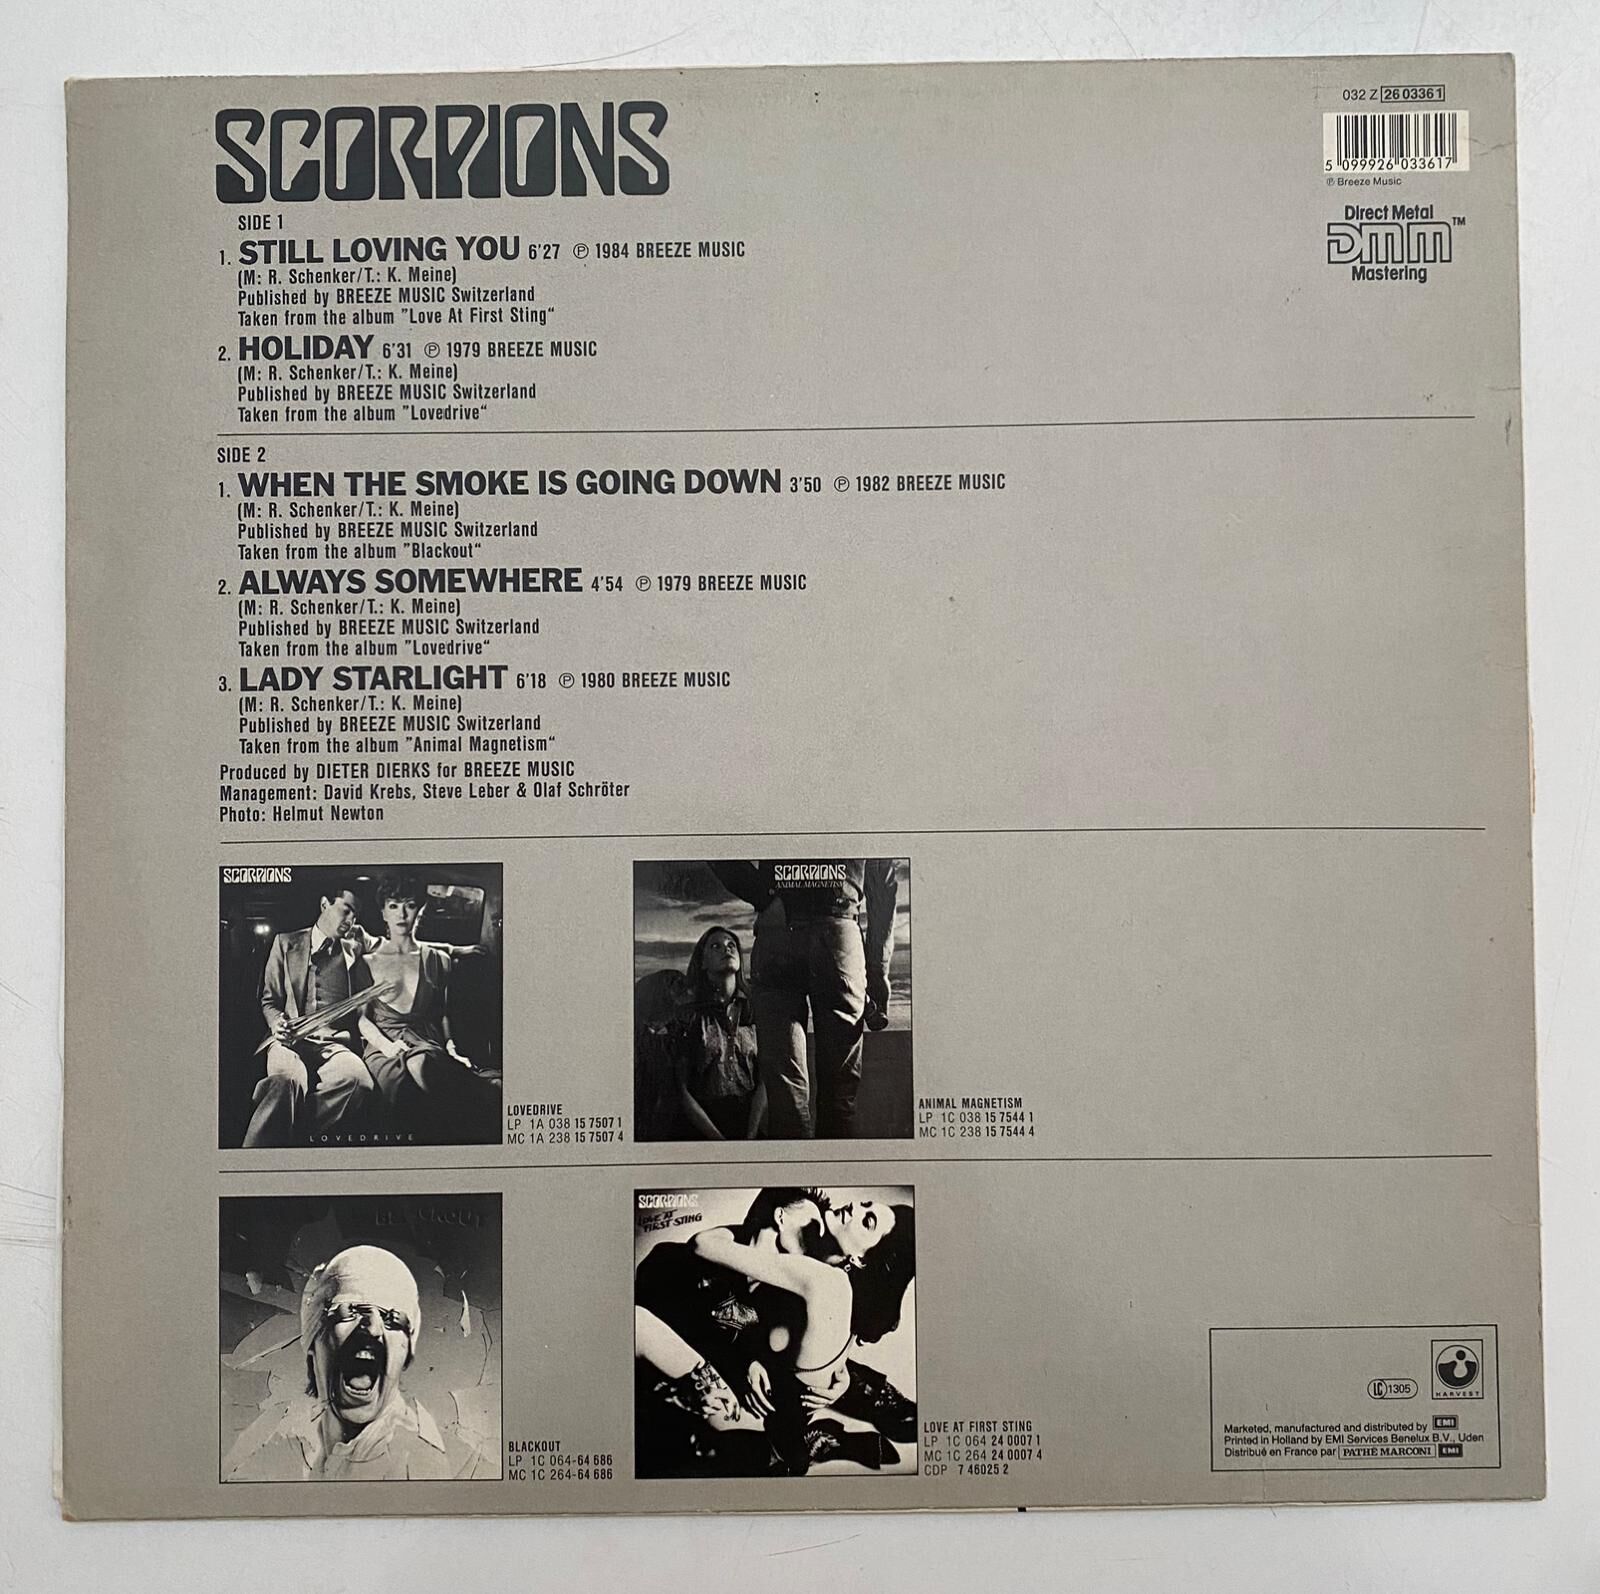 032 Z 26 0336 1
5 099926 033617
℗ Breeze Music
Direct Metal
DMM™
Mastering
SCORPIONS
SIDE 1
1. STILL LOVING YOU 6'27 ℗ 1984 BREEZE MUSIC
(M: R. Schenker/T.: K. Meine)
Published by BREEZE MUSIC Switzerland
Taken from the album "Love At First Sting“
2. HOLIDAY 6'31 ℗ 1979 BREEZE MUSIC
(M: R. Schenker/T.: K. Meine)
Published by BREEZE MUSIC Switzerland
Taken from the album "Lovedrive“
SIDE 2
1. WHEN THE SMOKE IS GOING DOWN 3'50 ℗ 1982 BREEZE MUSIC
(M: R. Schenker/T.: K. Meine)
Published by BREEZE MUSIC Switzerland
Taken from the album "Blackout“
2. ALWAYS SOMEWHERE 4'54 ℗ 1979 BREEZE MUSIC
(M: R. Schenker/T.: K. Meine)
Published by BREEZE MUSIC Switzerland
Taken from the album "Lovedrive“
3. LADY STARLIGHT 6'18 ℗ 1980 BREEZE MUSIC
(M: R. Schenker/T.: K. Meine)
Published by BREEZE MUSIC Switzerland
Taken from the album "Animal Magnetism“
Produced by DIETER DIERKS for BREEZE MUSIC
Management: David Krebs, Steve Leber & Olaf Schröter
Photo: Helmut Newton
SCORPIONS
LOVEDRIVE
LOVEDRIVE
LP 1A 038 15 7507 1
MC 1A 238 15 7507 4
SCORPIONS
ANIMAL MAGNETISM
ANIMAL MAGNETISM
LP 1C 038 15 7544 1
MC 1C 238 15 7544 4
BLACKOUT
BLACKOUT
LP 1C 064-64 686
MC 1C 264-64 686
SCORPIONS
LOVE AT
FIRST STING
LOVE AT FIRST STING
LP 1C 064 24 0007 1
MC 1C 264 24 0007 4
CDP 7 46025 2
LC 1305
HARVEST
Marketed, manufactured and distributed by EMI
Printed in Holland by EMI Services Benelux B.V., Uden
Distribué en France par PATHÉ MARCONI EMI